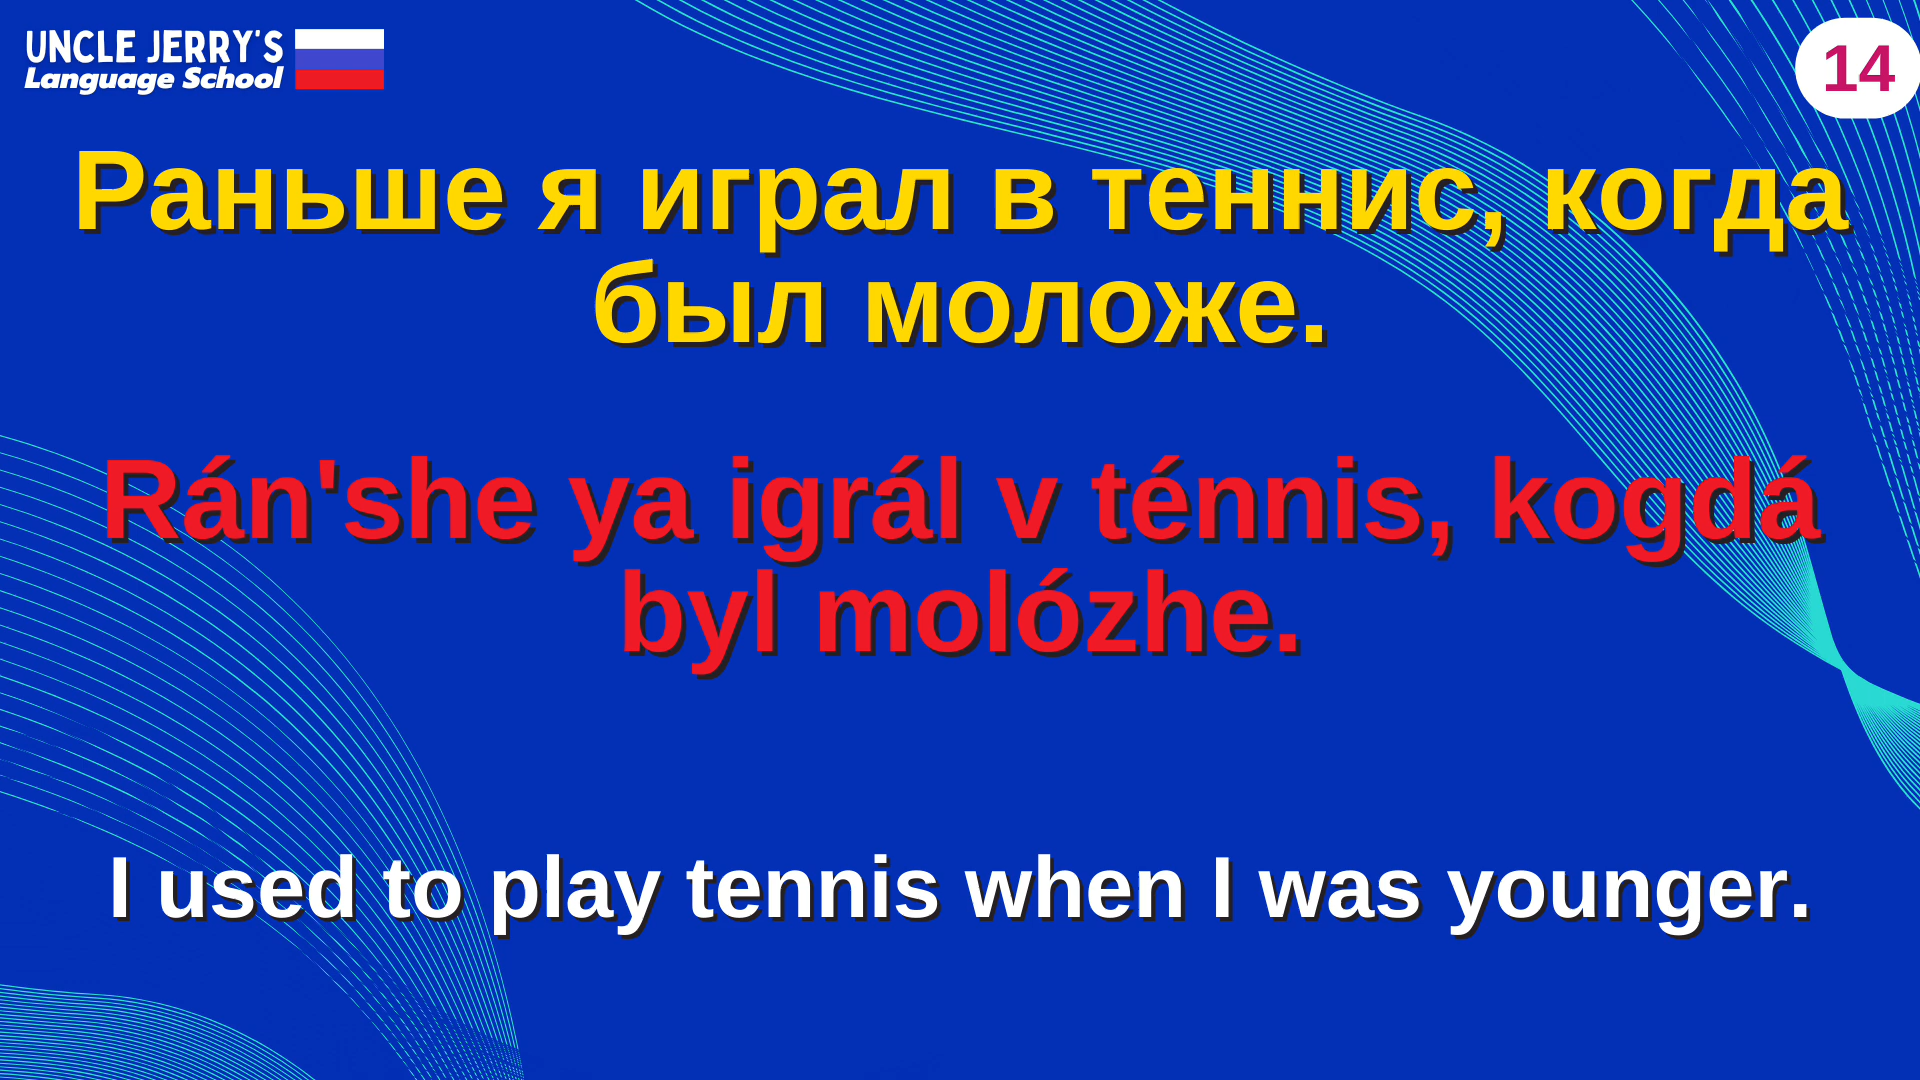 UNCLE JERRY'S
Language School
14
Раньше я играл в теннис, когда
был моложе.
Rán'she ya igrál v ténnis, kogdá
byl molózhe.
I used to play tennis when I was younger.